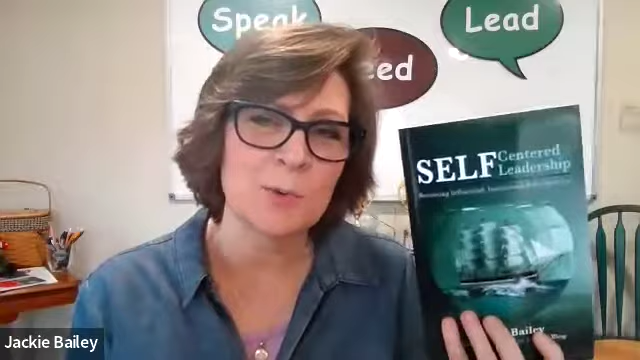 Speak
Lead
eed
SELF Centered
Leadership
Bailey
Jackie Bailey